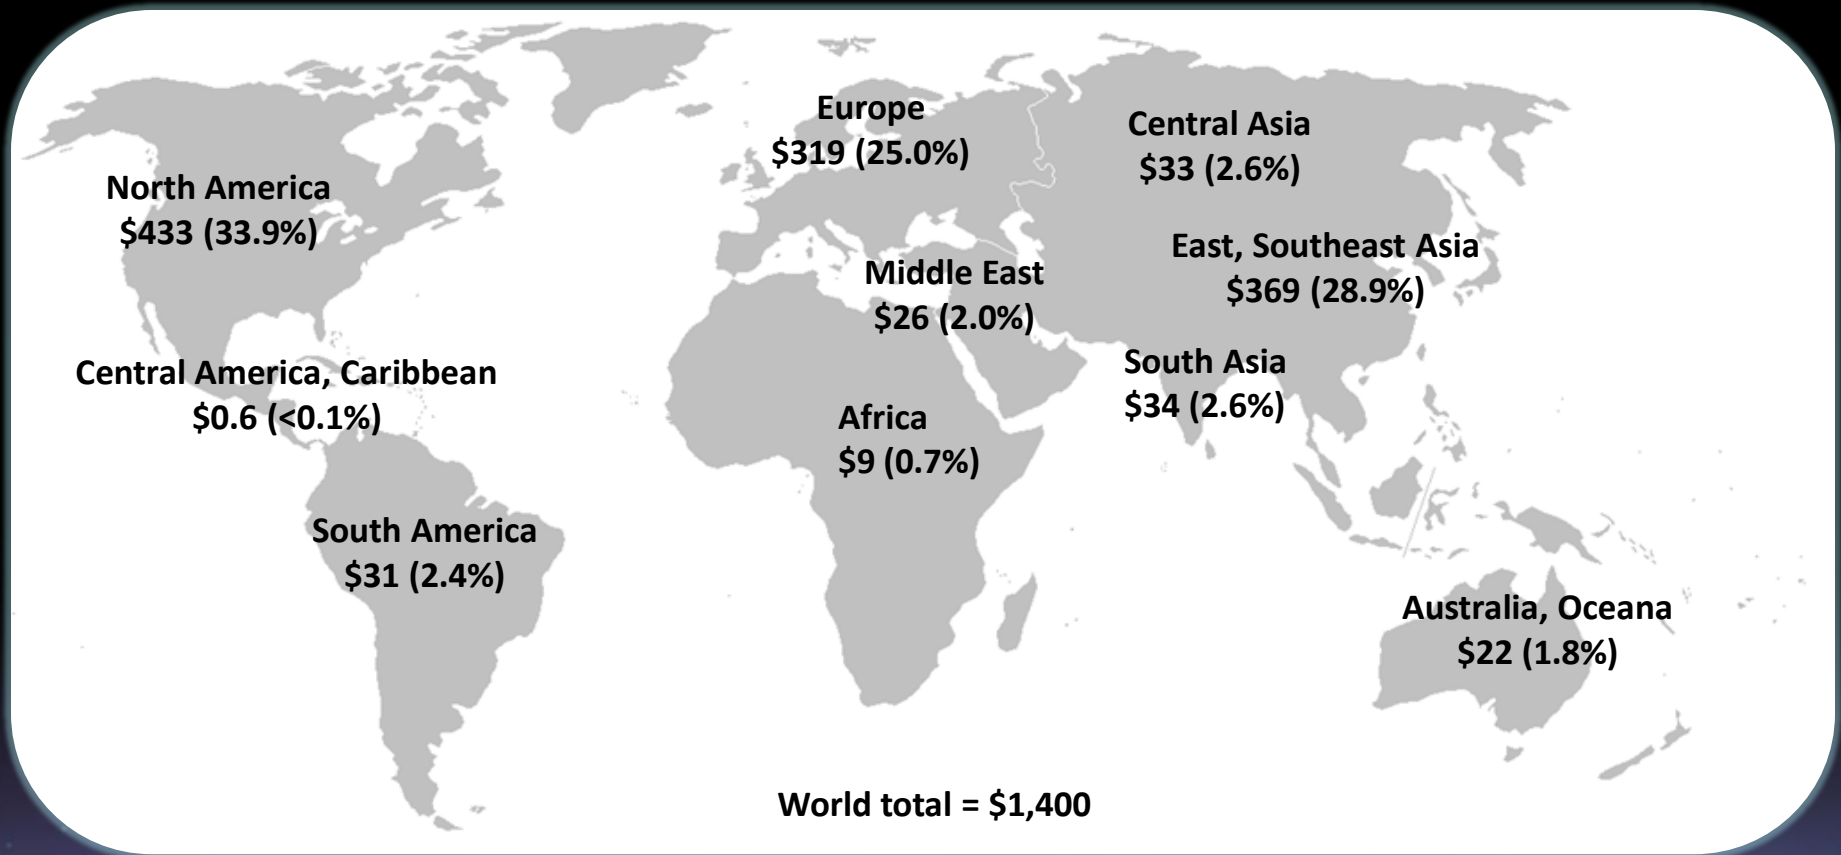 Europe
$319 (25.0%)
Central Asia
$33 (2.6%)
North America
$433 (33.9%)
East, Southeast Asia
$369 (28.9%)
Middle East
$26 (2.0%)
Central America, Caribbean
$0.6 (<0.1%)
South Asia
$34 (2.6%)
Africa
$9 (0.7%)
South America
$31 (2.4%)
Australia, Oceana
$22 (1.8%)
World total = $1,400